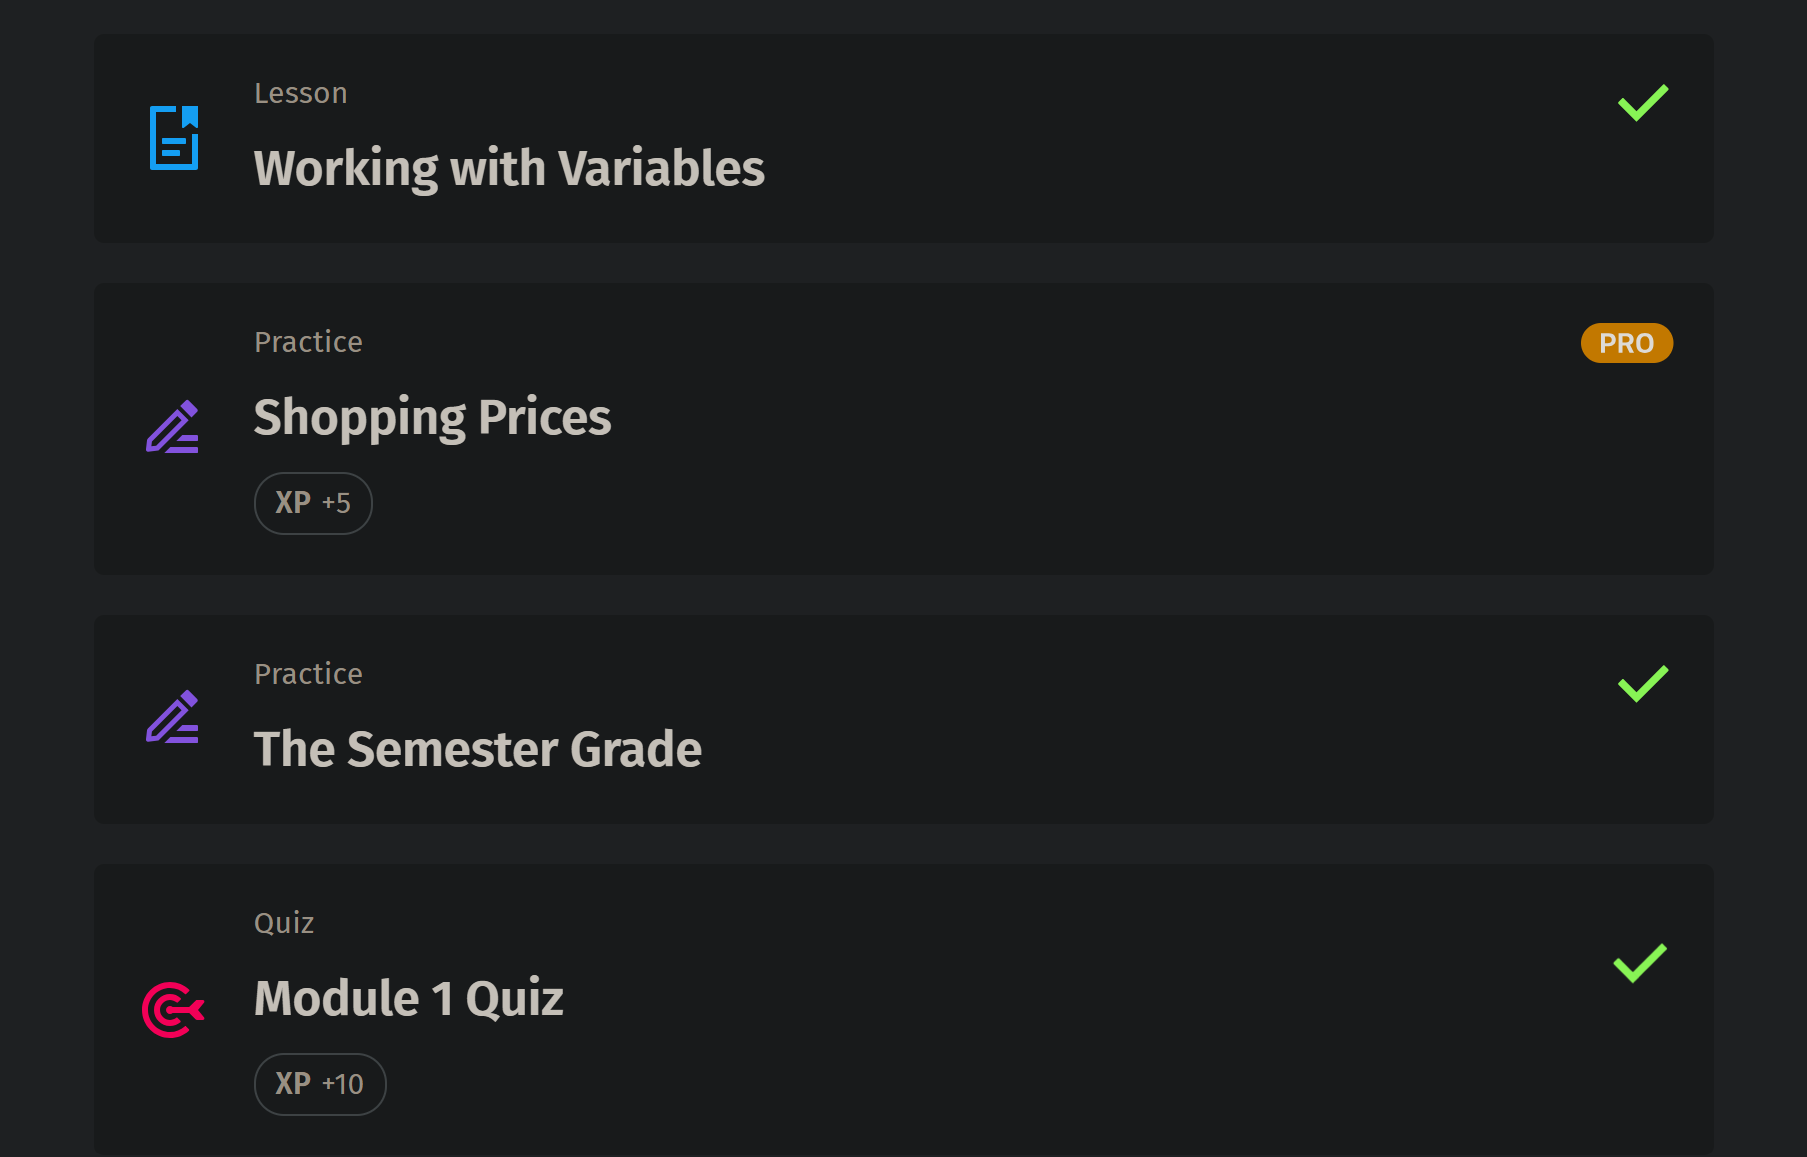 Lesson
Working with Variables
Practice
PRO
Shopping Prices
XP +5
Practice
The Semester Grade
Quiz
Module 1 Quiz
XP +10